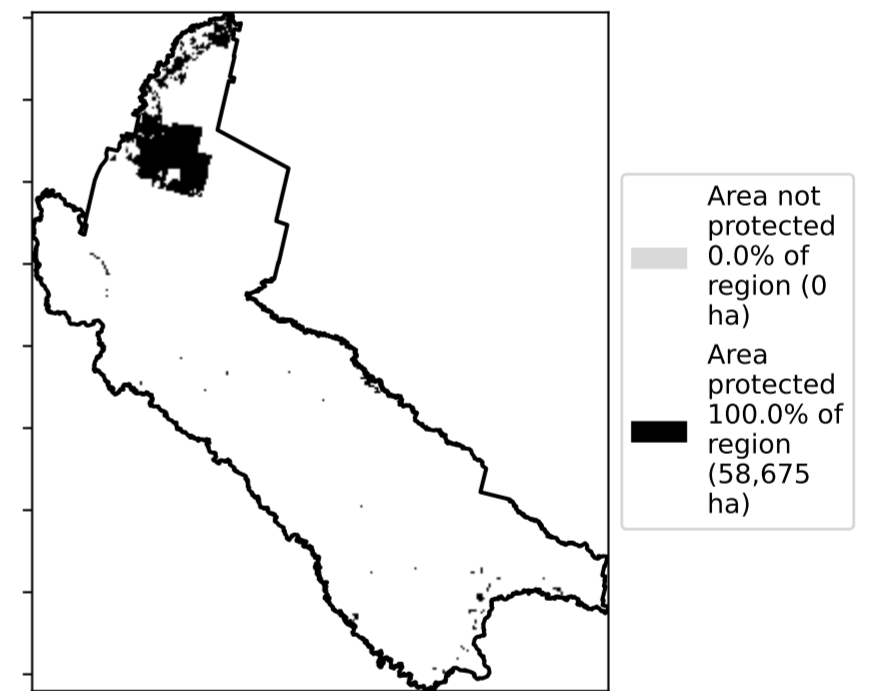 Area not
protected
0.0% of
region (0
ha)
Area
protected
100.0% of
region
(58,675
ha)